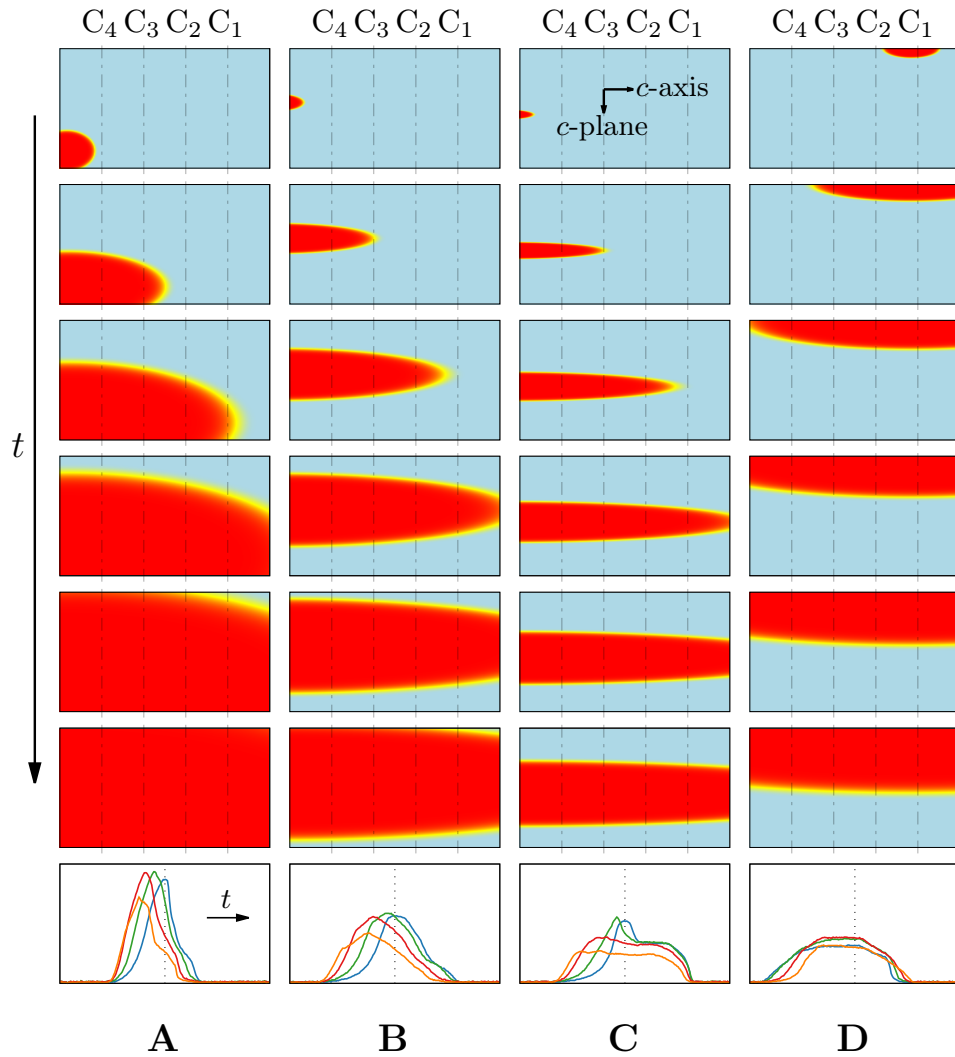 C₄ C₃ C₂ C₁ C₄ C₃ C₂ C₁ C₄ C₃ C₂ C₁ C₄ C₃ C₂ C₁
c-axis
c-plane
t
t
A B C D